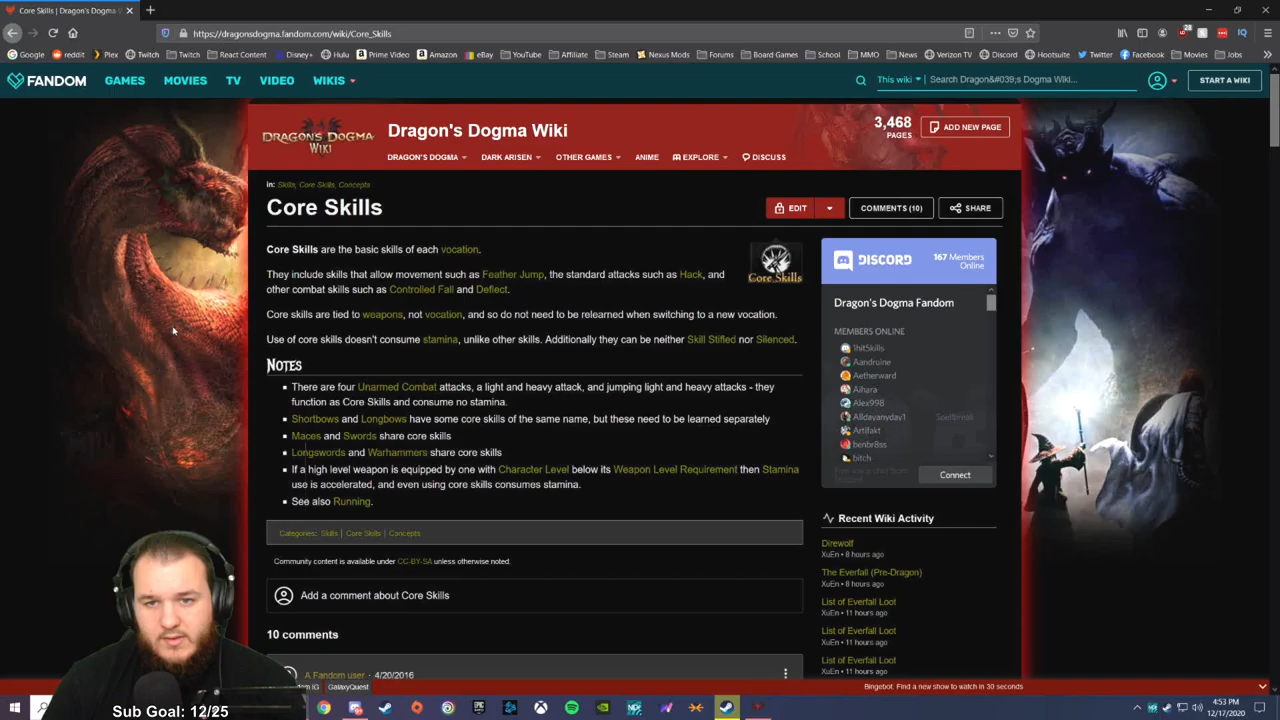 Core Skills | Dragon's Dogma
https://dragonsdogma.fandom.com/wiki/Core_Skills
28
Google
reddit
Plex
Twitch
Twitch
React Content
Disney+
Hulu
Prime Video
Amazon
eBay
YouTube
Affiliate
Steam
Nexus Mods
Forums
Board Games
School
MMO
News
Verizon TV
Discord
Hootsuite
Twitter
Facebook
Movies
Jobs
FANDOM
GAMES
MOVIES
TV
VIDEO
WIKIS
This wiki
Search Dragon&#039;s Dogma Wiki...
START A WIKI
DRAGON'S DOGMA
WIKI
Dragon's Dogma Wiki
3,468
PAGES
ADD NEW PAGE
DRAGON'S DOGMA
DARK ARISEN
OTHER GAMES
ANIME
EXPLORE
DISCUSS
in: Skills, Core Skills, Concepts
Core Skills
EDIT
COMMENTS (10)
SHARE
Core Skills are the basic skills of each vocation.
They include skills that allow movement such as Feather Jump, the standard attacks such as Hack, and
other combat skills such as Controlled Fall and Deflect.
Core Skills
Core skills are tied to weapons, not vocation, and so do not need to be relearned when switching to a new vocation.
Use of core skills doesn't consume stamina, unlike other skills. Additionally they can be neither Skill Stifled nor Silenced.
NOTES
There are four Unarmed Combat attacks, a light and heavy attack, and jumping light and heavy attacks - they
function as Core Skills and consume no stamina.
Shortbows and Longbows have some core skills of the same name, but these need to be learned separately
Maces and Swords share core skills
Longswords and Warhammers share core skills
If a high level weapon is equipped by one with Character Level below its Weapon Level Requirement then Stamina
use is accelerated, and even using core skills consumes stamina.
See also Running.
Categories: Skills | Core Skills | Concepts
Community content is available under CC-BY-SA unless otherwise noted.
Add a comment about Core Skills
10 comments
A Fandom user • 4/20/2016
GalaxyQuest
DISCORD
167 Members
Online
Dragon's Dogma Fandom
MEMBERS ONLINE
1hit5kills
Aandruine
Aetherward
Aihara
Alex998
Alldayanyday1
Spellbreak
Artifakt
benbr8ss
bitch
Connect
Recent Wiki Activity
Direwolf
XuEn • 8 hours ago
The Everfall (Pre-Dragon)
XuEn • 8 hours ago
List of Everfall Loot
XuEn • 11 hours ago
List of Everfall Loot
XuEn • 11 hours ago
List of Everfall Loot
XuEn • 11 hours ago
Bingebot: Find a new show to watch in 30 seconds
Sub Goal: 12/25
4:53 PM
12/17/2020